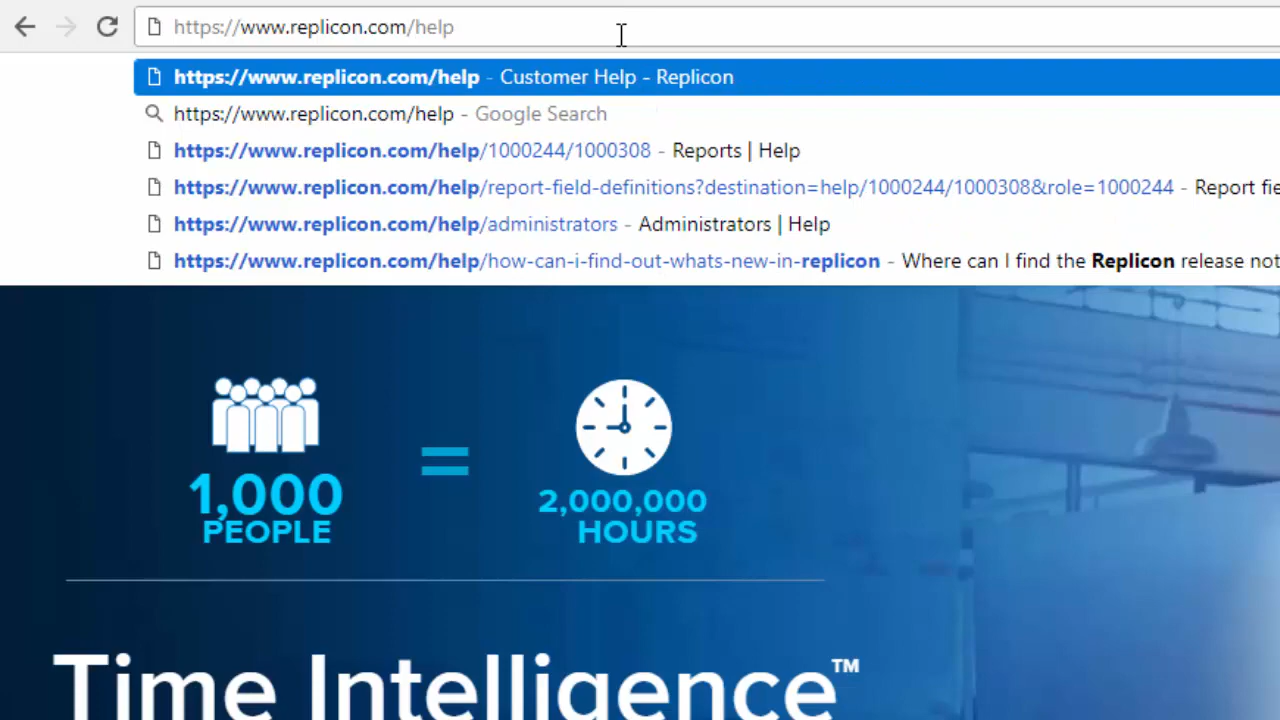 https://www.replicon.com/help
https://www.replicon.com/help - Customer Help - Replicon
https://www.replicon.com/help - Google Search
https://www.replicon.com/help/1000244/1000308 - Reports | Help
https://www.replicon.com/help/report-field-definitions?destination=help/1000244/1000308&role=1000244 - Report fie
https://www.replicon.com/help/administrators - Administrators | Help
https://www.replicon.com/help/how-can-i-find-out-whats-new-in-replicon - Where can I find the Replicon release not
1,000
PEOPLE
=
2,000,000
HOURS
Time Intelligence™